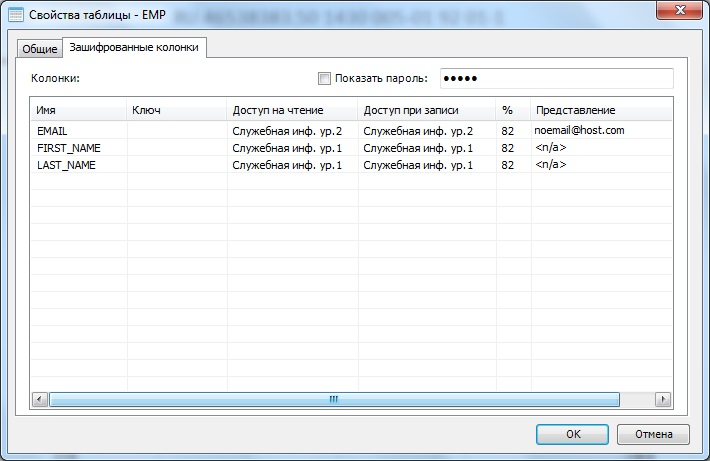 Свойства таблицы - EMP
Общие Зашифрованные колонки
Колонки: Показать пароль: •••••
Имя Ключ Доступ на чтение Доступ при записи % Представление
EMAIL Служебная инф. ур.2 Служебная инф. ур.2 82 noemail@host.com
FIRST_NAME Служебная инф. ур.1 Служебная инф. ур.1 82 <n/a>
LAST_NAME Служебная инф. ур.1 Служебная инф. ур.1 82 <n/a>
OK Отмена